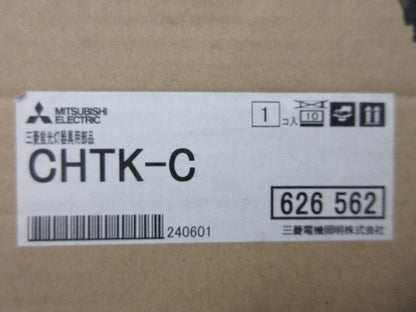 MITSUBISHI
ELECTRIC
1 コ入 10
三菱蛍光灯器具用部品
CHTK-C
626 562
240601
三菱電機照明株式会社